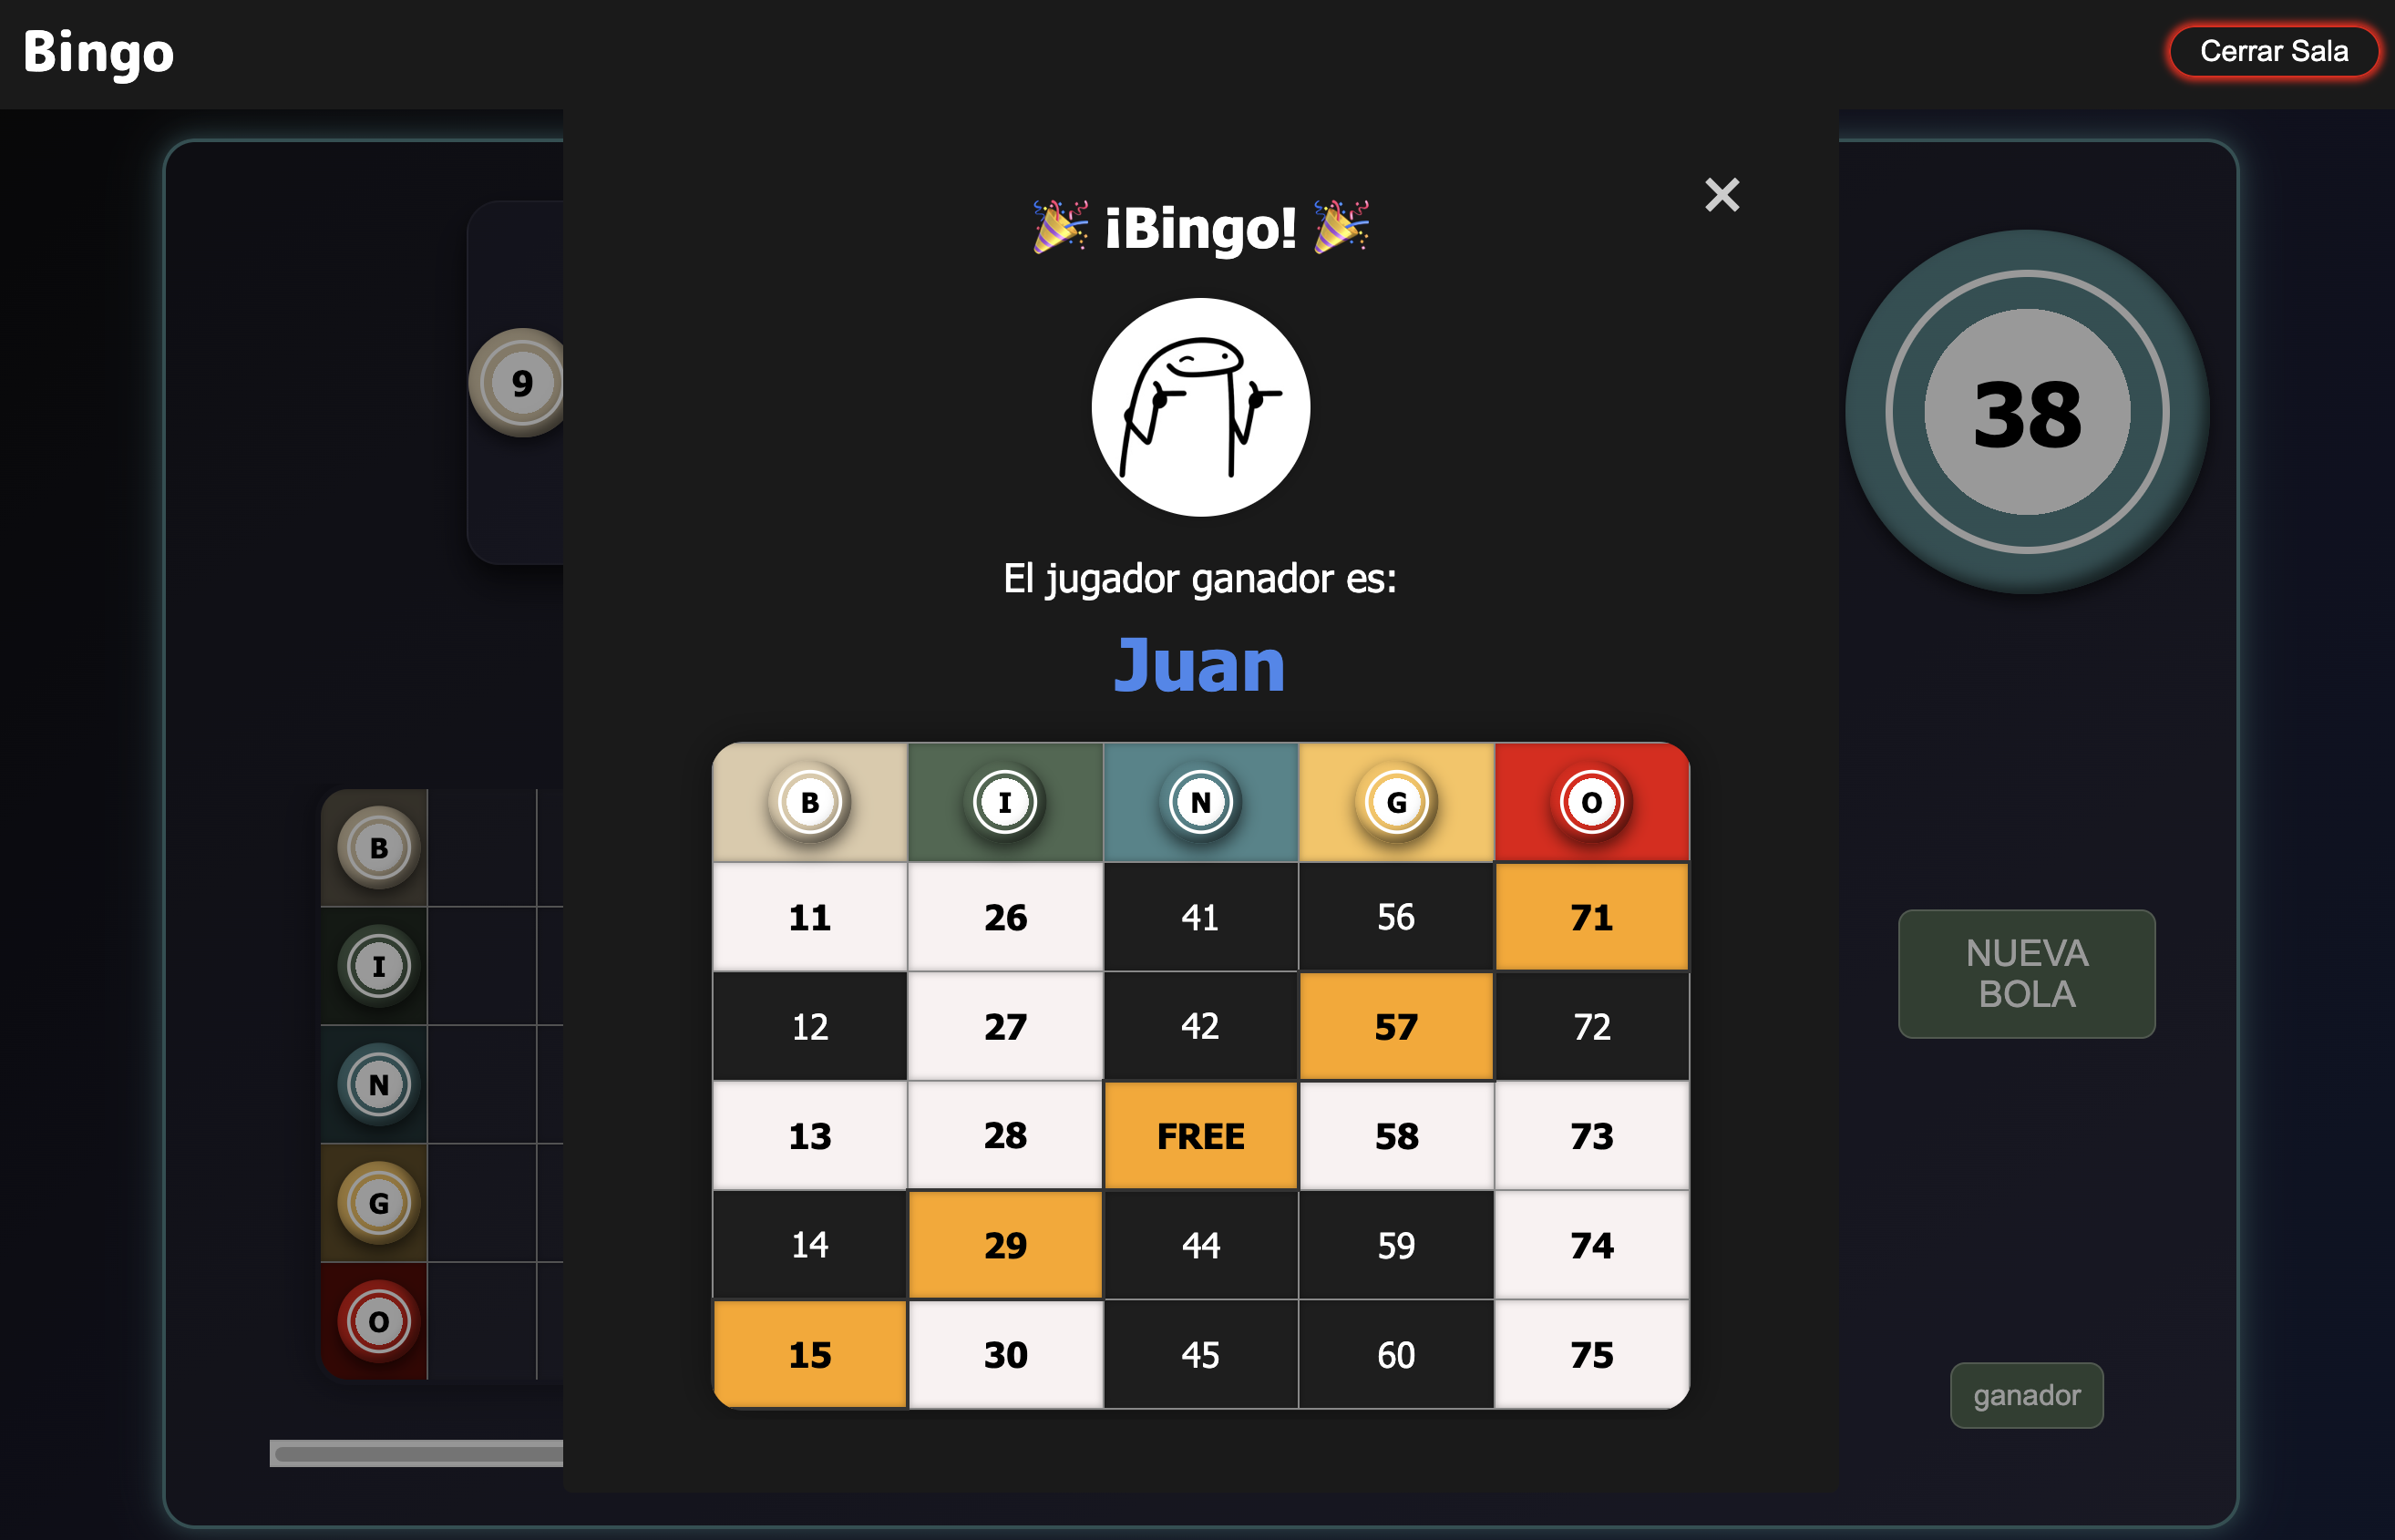 Bingo
Cerrar Sala
🎉 ¡Bingo! 🎉
9
38
El jugador ganador es:
Juan
B I N G O
11 26 41 56 71
12 27 42 57 72
13 28 FREE 58 73
14 29 44 59 74
15 30 45 60 75
B
I
N
G
O
NUEVA
BOLA
ganador